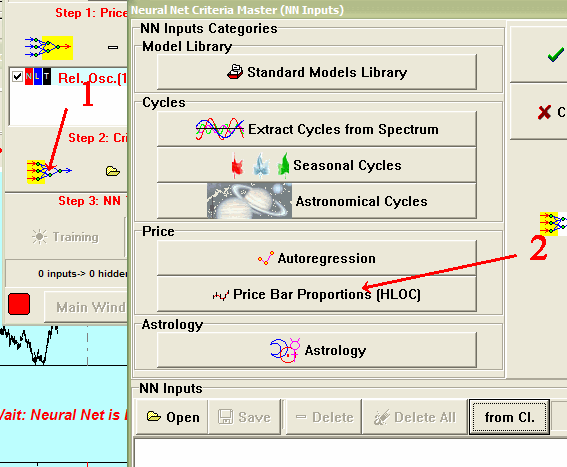 Neural Net Criteria Master (NN Inputs)
Step 1: Price
NN Inputs Categories
Model Library
Standard Models Library
N L T Rel. Osc.[1
1
Cycles
Extract Cycles from Spectrum
Step 2: Cri
Seasonal Cycles
Astronomical Cycles
Step 3: NN
Training
Price
2
Autoregression
0 inputs-> 0 hidden
Price Bar Proportions (HLOC)
Main Wind
Astrology
Astrology
NN Inputs
Wait: Neural Net is
Open Save Delete Delete All from Cl.
C